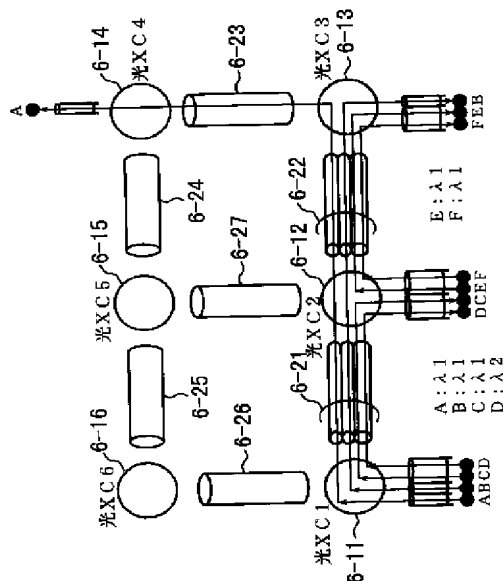 A
光XC4
6-14
6-23
光XC3
6-13
FEB
6-24
6-22
E:λ1
F:λ1
光XC5
6-15
6-27
6-12
光XC2
DCEF
6-25
6-21
A:λ1
B:λ1
C:λ1
D:λ2
光XC6
6-16
6-26
光XC1
6-11
ABCD